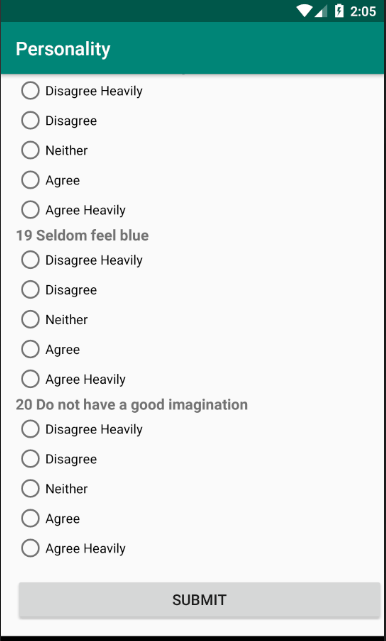 2:05
Personality
Disagree Heavily
Disagree
Neither
Agree
Agree Heavily
19 Seldom feel blue
Disagree Heavily
Disagree
Neither
Agree
Agree Heavily
20 Do not have a good imagination
Disagree Heavily
Disagree
Neither
Agree
Agree Heavily
SUBMIT